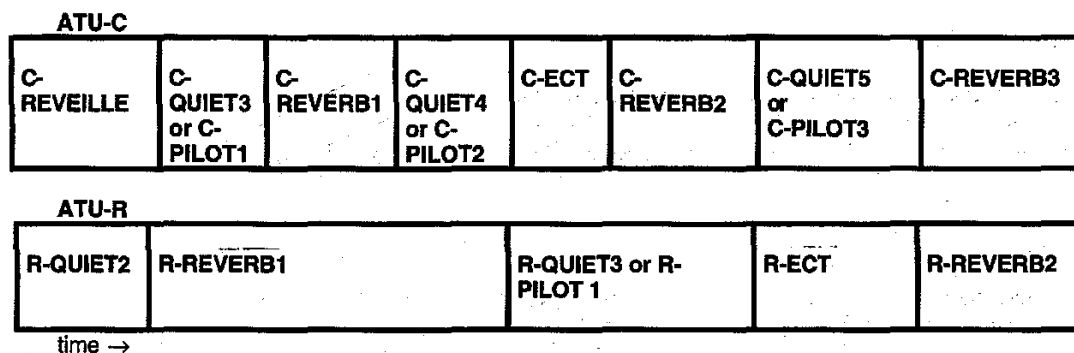 ATU-C
C-
REVEILLE
C-
QUIET3
or C-
PILOT1
C-
REVERB1
C-
QUIET4
or C-
PILOT2
C-ECT
C-
REVERB2
C-QUIET5
or
C-PILOT3
C-REVERB3
ATU-R
R-QUIET2
R-REVERB1
R-QUIET3 or R-
PILOT 1
R-ECT
R-REVERB2
time →